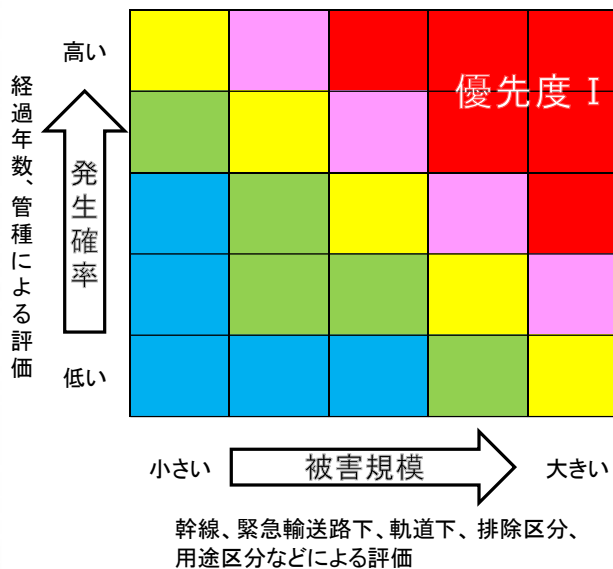 高い
優先度Ⅰ
経過年数、管種による評価
発生確率
低い
小さい
被害規模
大きい
幹線、緊急輸送路下、軌道下、排除区分、
用途区分などによる評価